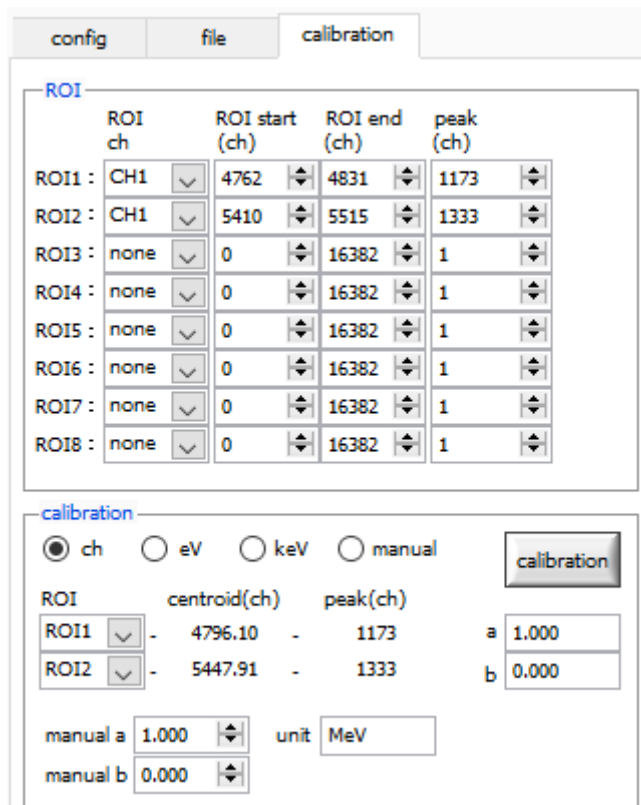 config file calibration
ROI
ROI ch ROI start (ch) ROI end (ch) peak (ch)
ROI1 : CH1 4762 4831 1173
ROI2 : CH1 5410 5515 1333
ROI3 : none 0 16382 1
ROI4 : none 0 16382 1
ROI5 : none 0 16382 1
ROI6 : none 0 16382 1
ROI7 : none 0 16382 1
ROI8 : none 0 16382 1
calibration
ch eV keV manual calibration
ROI centroid(ch) peak(ch)
ROI1 - 4796.10 - 1173 a 1.000
ROI2 - 5447.91 - 1333 b 0.000
manual a 1.000 unit MeV
manual b 0.000